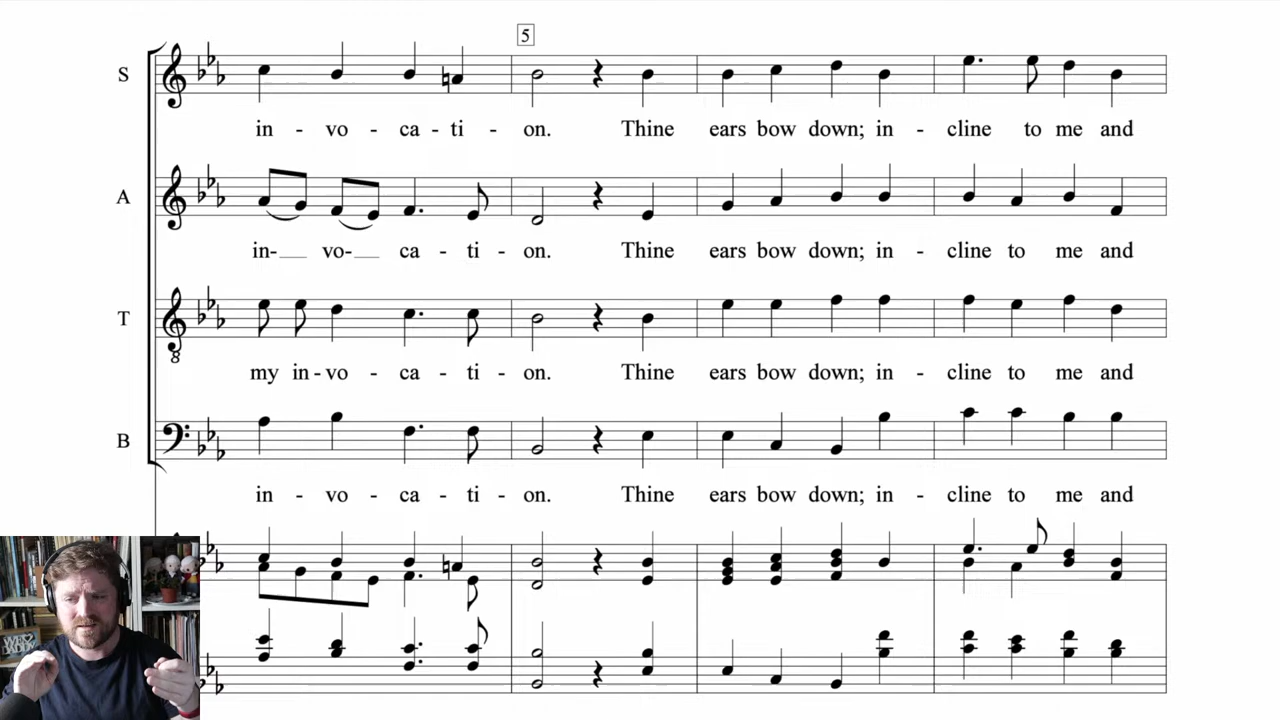 5
S
in - vo - ca - ti - on. Thine ears bow down; in - cline to me and
A
in- vo- ca - ti - on. Thine ears bow down; in - cline to me and
T
8
my in - vo - ca - ti - on. Thine ears bow down; in - cline to me and
B
in - vo - ca - ti - on. Thine ears bow down; in - cline to me and